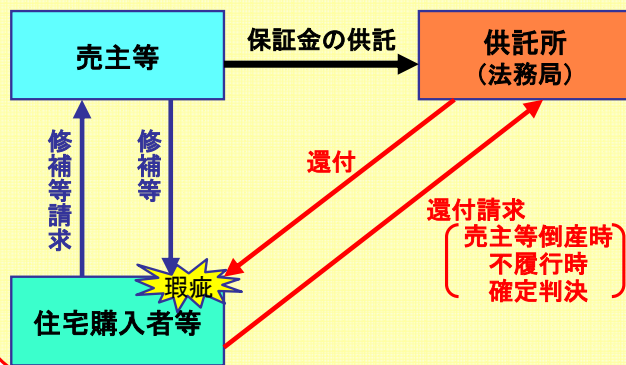 売主等
保証金の供託
供託所
（法務局）
修補等請求
修補等
還付
還付請求
売主等倒産時
不履行時
確定判決
瑕疵
住宅購入者等